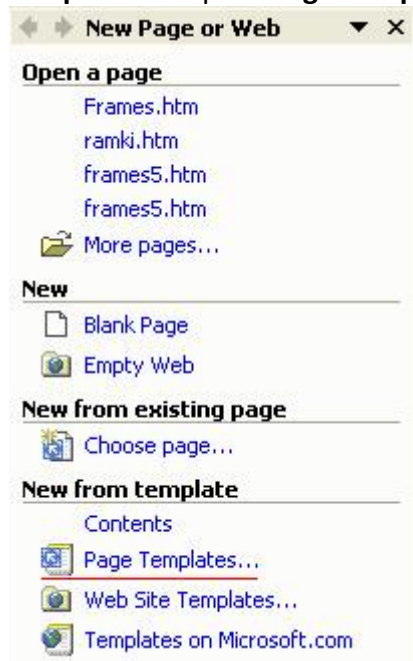 New Page or Web
Open a page
Frames.htm
ramki.htm
frames5.htm
frames5.htm
More pages...
New
Blank Page
Empty Web
New from existing page
Choose page...
New from template
Contents
Page Templates...
Web Site Templates...
Templates on Microsoft.com